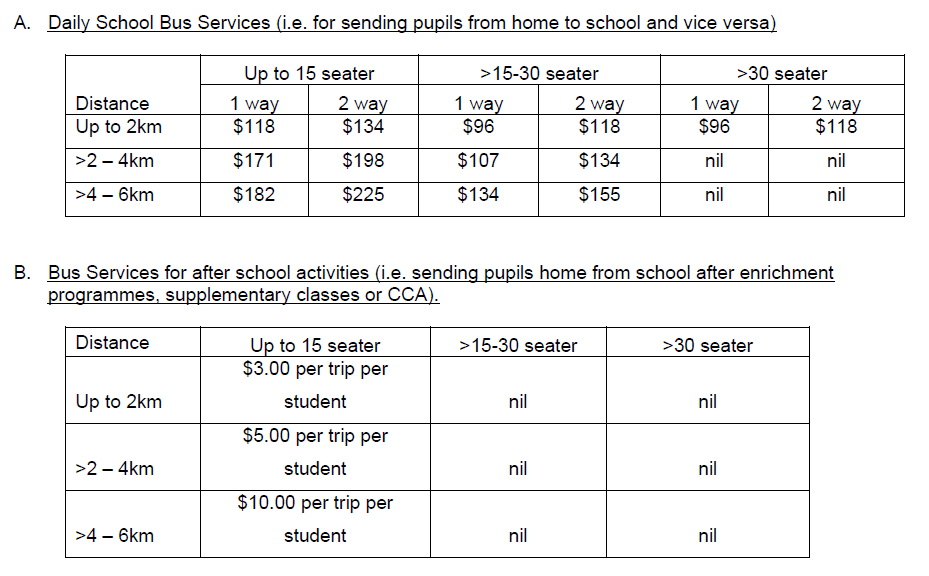 A. Daily School Bus Services (i.e. for sending pupils from home to school and vice versa)
Up to 15 seater >15-30 seater >30 seater
Distance 1 way 2 way 1 way 2 way 1 way 2 way
Up to 2km $118 $134 $96 $118 $96 $118
>2 – 4km $171 $198 $107 $134 nil nil
>4 – 6km $182 $225 $134 $155 nil nil
B. Bus Services for after school activities (i.e. sending pupils home from school after enrichment
programmes, supplementary classes or CCA).
Distance Up to 15 seater >15-30 seater >30 seater
$3.00 per trip per
Up to 2km student nil nil
$5.00 per trip per
>2 – 4km student nil nil
$10.00 per trip per
>4 – 6km student nil nil